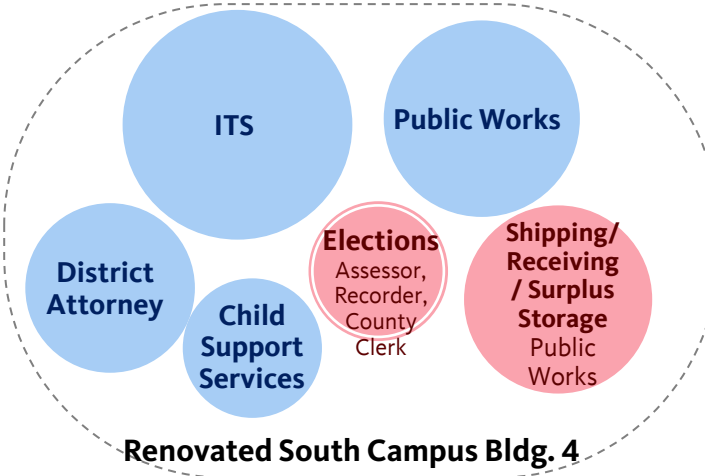 ITS
Public Works
District
Attorney
Child
Support
Services
Elections
Assessor,
Recorder,
County
Clerk
Shipping/
Receiving
/ Surplus
Storage
Public
Works
Renovated South Campus Bldg. 4